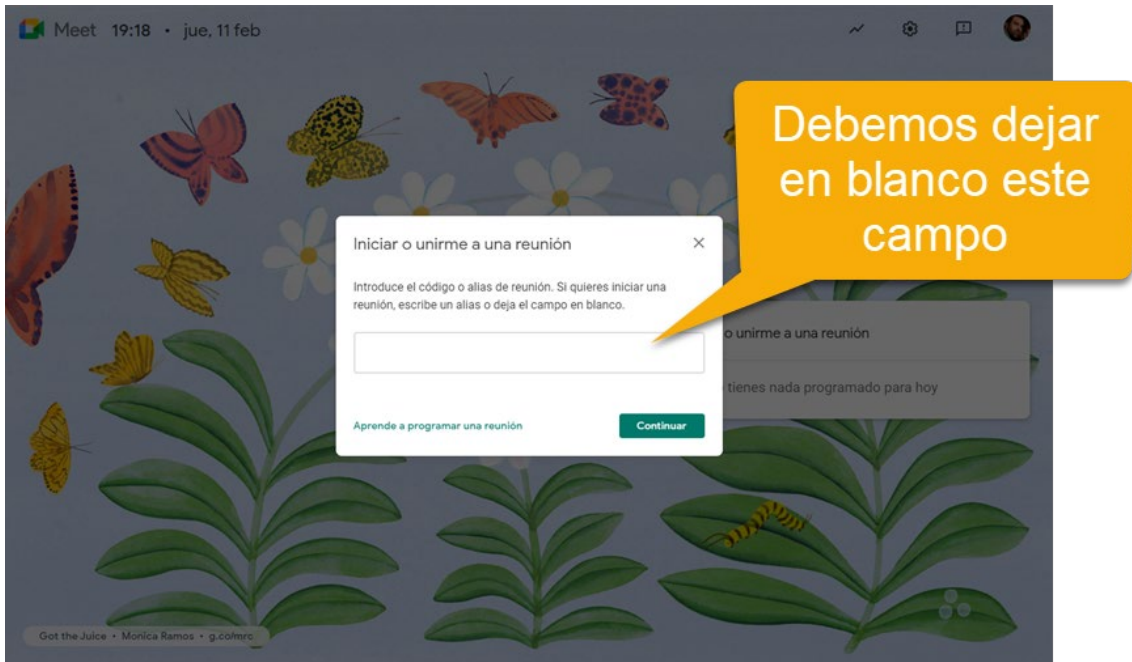 Meet 19:18 • jue, 11 feb
Debemos dejar
en blanco este
campo
Iniciar o unirme a una reunión
Introduce el código o alias de reunión. Si quieres iniciar una
reunión, escribe un alias o deja el campo en blanco.
o unirme a una reunión
tienes nada programado para hoy
Aprende a programar una reunión
Continuar
Got the Juice • Monica Ramos • g.co/mrc